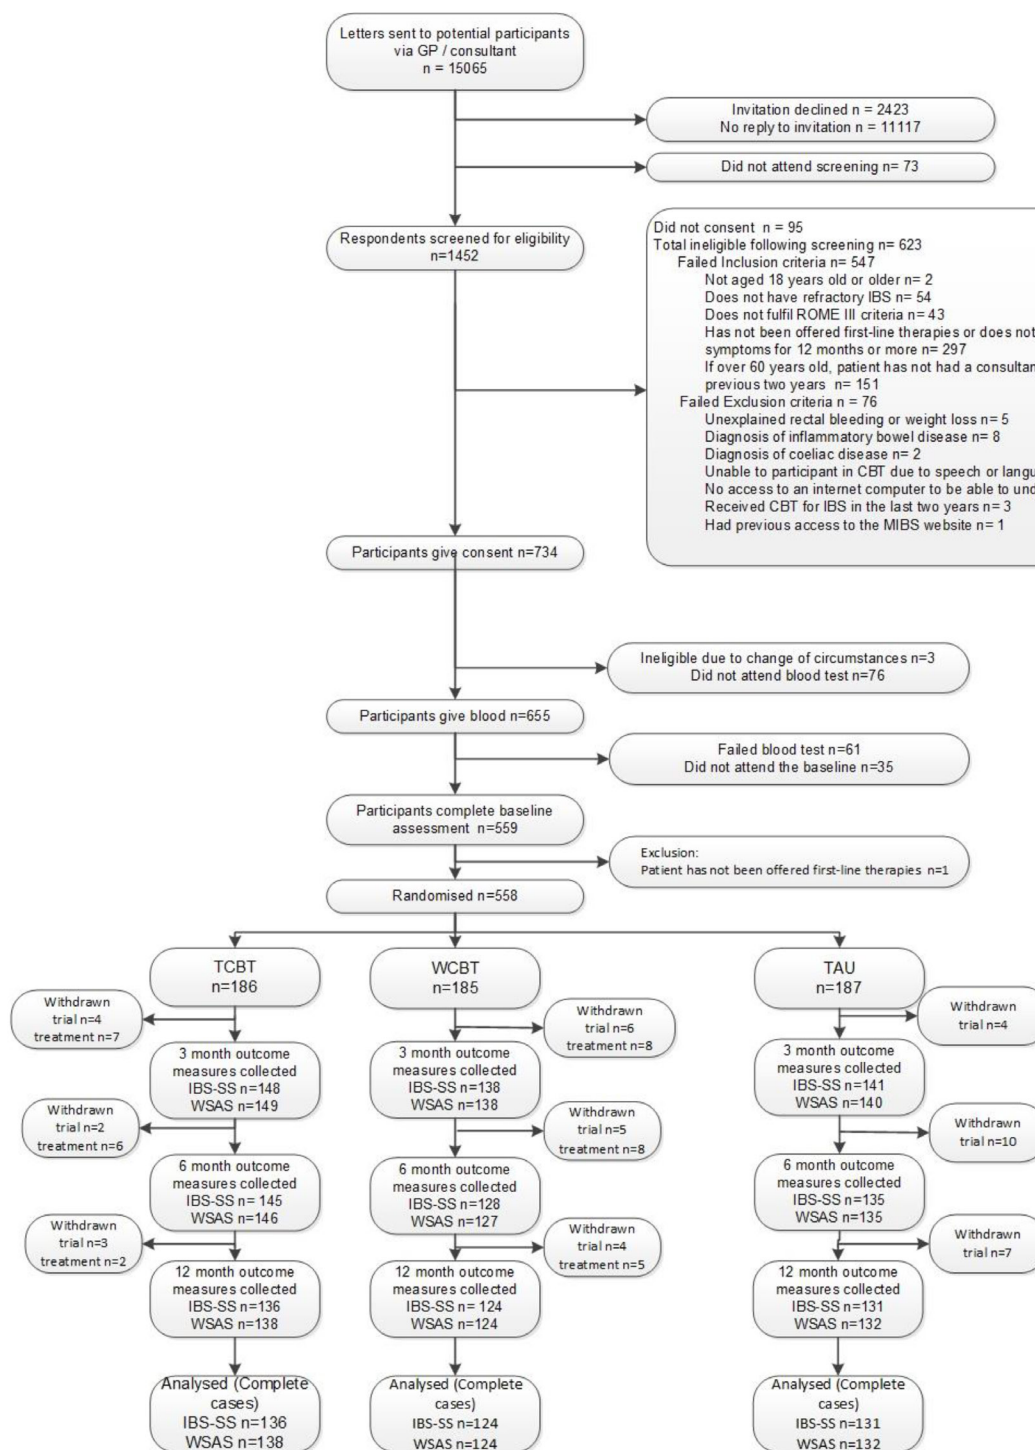 Letters sent to potential participants
via GP / consultant
n = 15065
Invitation declined n = 2423
No reply to invitation n = 11117
Did not attend screening n= 73
Respondents screened for eligibility
n=1452
Did not consent n = 95
Total ineligible following screening n= 623
Failed Inclusion criteria n= 547
Not aged 18 years old or older n= 2
Does not have refractory IBS n= 54
Does not fulfil ROME III criteria n= 43
Has not been offered first-line therapies or does not
symptoms for 12 months or more n= 297
If over 60 years old, patient has not had a consultan
previous two years n= 151
Failed Exclusion criteria n = 76
Unexplained rectal bleeding or weight loss n= 5
Diagnosis of inflammatory bowel disease n= 8
Diagnosis of coeliac disease n= 2
Unable to participant in CBT due to speech or langu
No access to an internet computer to be able to und
Received CBT for IBS in the last two years n= 3
Had previous access to the MIBS website n= 1
Participants give consent n=734
Ineligible due to change of circumstances n=3
Did not attend blood test n=76
Participants give blood n=655
Failed blood test n=61
Did not attend the baseline n=35
Participants complete baseline
assessment n=559
Exclusion:
Patient has not been offered first-line therapies n=1
Randomised n=558
TCBT
n=186
WCBT
n=185
TAU
n=187
Withdrawn
trial n=4
treatment n=7
Withdrawn
trial n=6
treatment n=8
Withdrawn
trial n=4
3 month outcome
measures collected
IBS-SS n=148
WSAS n=149
3 month outcome
measures collected
IBS-SS n=138
WSAS n=138
3 month outcome
measures collected
IBS-SS n=141
WSAS n=140
Withdrawn
trial n=2
treatment n=6
Withdrawn
trial n=5
treatment n=8
Withdrawn
trial n=10
6 month outcome
measures collected
IBS-SS n= 145
WSAS n=146
6 month outcome
measures collected
IBS-SS n=128
WSAS n=127
6 month outcome
measures collected
IBS-SS n=135
WSAS n=135
Withdrawn
trial n=3
treatment n=2
Withdrawn
trial n=4
treatment n=5
Withdrawn
trial n=7
12 month outcome
measures collected
IBS-SS n=136
WSAS n=138
12 month outcome
measures collected
IBS-SS n= 124
WSAS n=124
12 month outcome
measures collected
IBS-SS n=131
WSAS n=132
Analysed (Complete
cases)
IBS-SS n=136
WSAS n=138
Analysed (Complete
cases)
IBS-SS n=124
WSAS n=124
Analysed (Complete
cases)
IBS-SS n=131
WSAS n=132